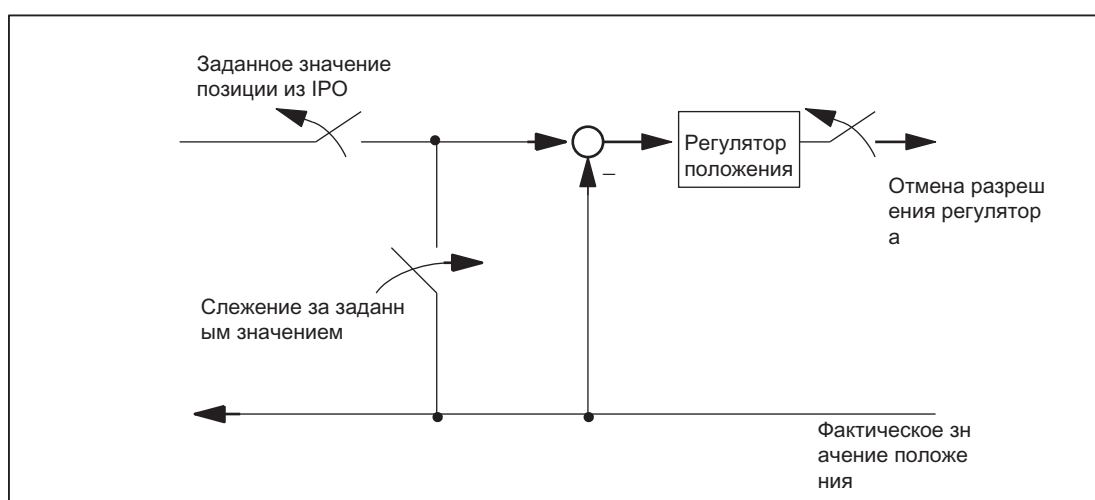 Заданное значение
позиции из IPO
Регулятор
положения
–
Отмена разреш
ения регулятор
а
Слежение за заданн
ым значением
Фактическое зн
ачение положе
ния